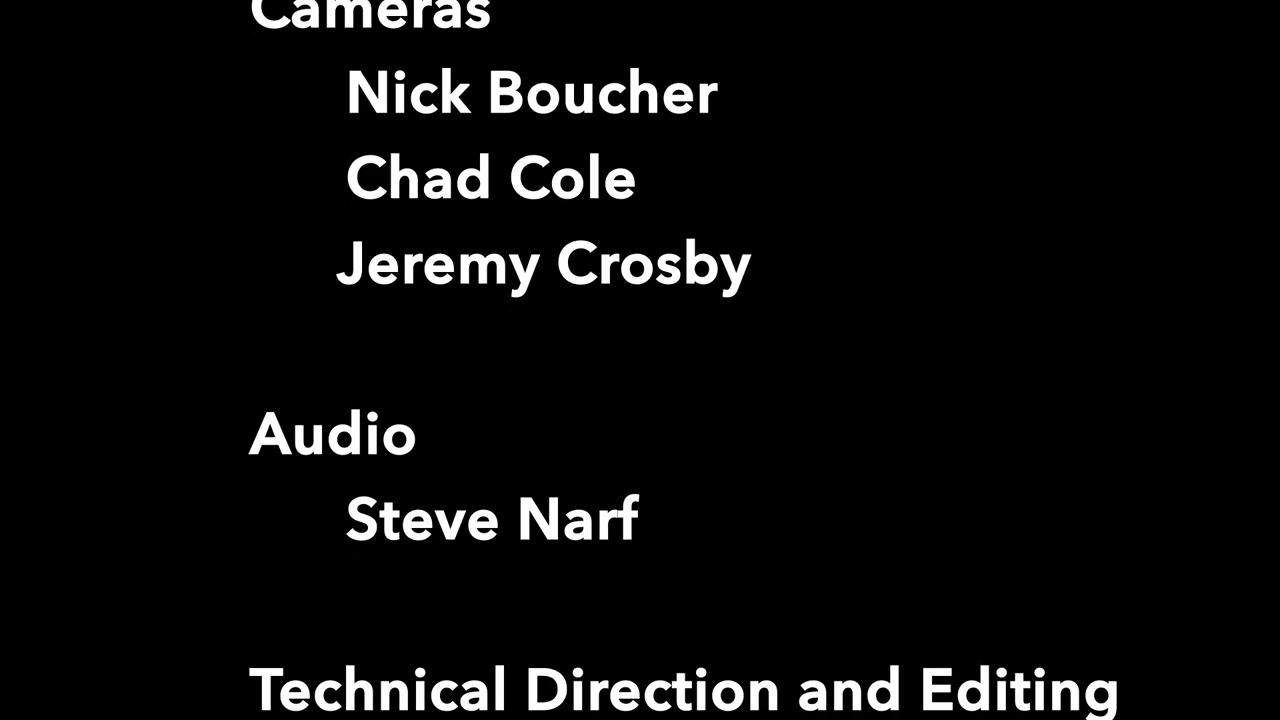 Cameras
Nick Boucher
Chad Cole
Jeremy Crosby
Audio
Steve Narf
Technical Direction and Editing